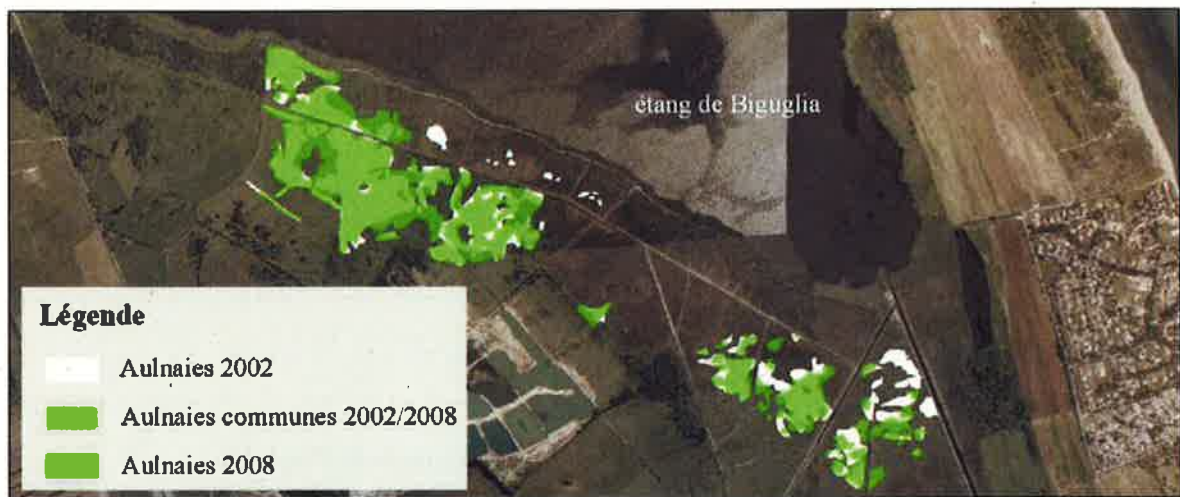 étang de Biguglia
Légende
Aulnaies 2002
Aulnaies communes 2002/2008
Aulnaies 2008